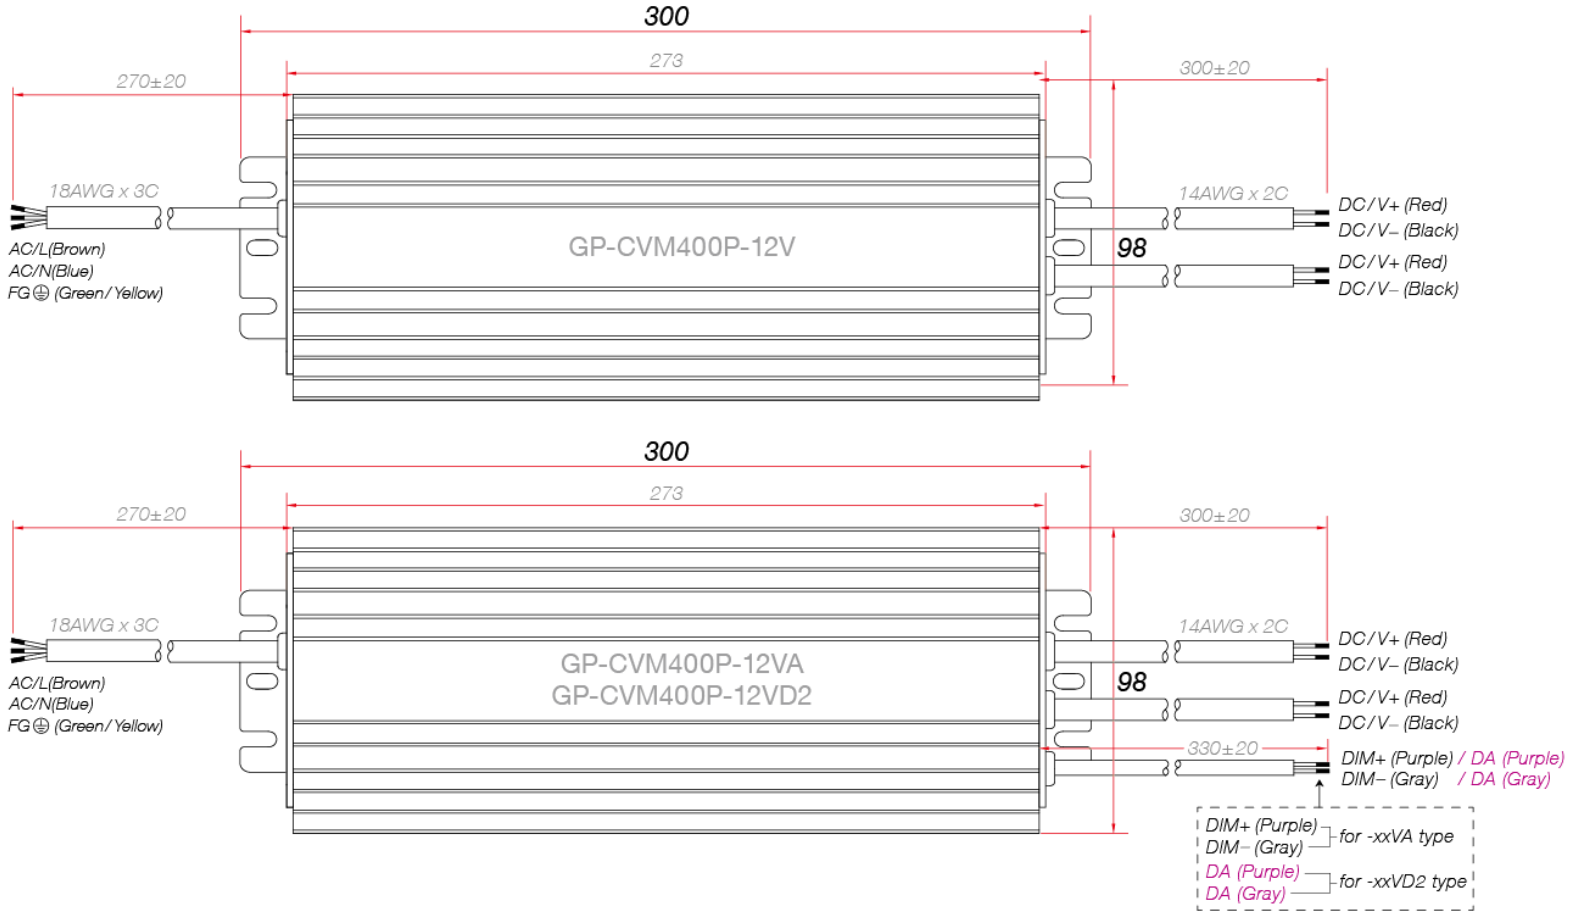 300
273
270±20
300±20
18AWG x 3C
14AWG x 2C
DC/V+ (Red)
DC/V– (Black)
AC/L(Brown)
AC/N(Blue)
FG (Green/Yellow)
GP-CVM400P-12V
98
DC/V+ (Red)
DC/V– (Black)
300
273
270±20
300±20
18AWG x 3C
14AWG x 2C
DC/V+ (Red)
DC/V– (Black)
AC/L(Brown)
AC/N(Blue)
FG (Green/Yellow)
GP-CVM400P-12VA
GP-CVM400P-12VD2
98
DC/V+ (Red)
DC/V– (Black)
330±20
DIM+ (Purple) / DA (Purple)
DIM– (Gray) / DA (Gray)
DIM+ (Purple)
DIM– (Gray)
for -xxVA type
DA (Purple)
DA (Gray)
for -xxVD2 type